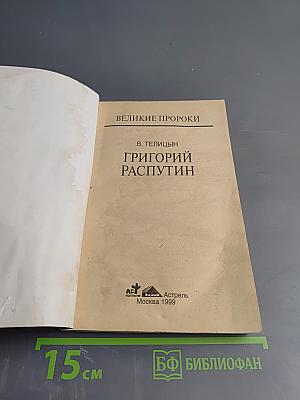 ВЕЛИКИЕ ПРОРОКИ
В. ТЕЛИЦЫН
ГРИГОРИЙ
РАСПУТИН
АСТ
Астрель
Москва 1999
15 см
БФ БИБЛИОФАН